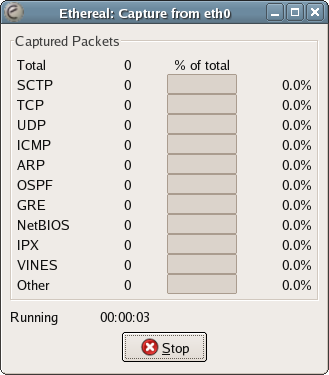 Ethereal: Capture from eth0
Captured Packets
Total 0 % of total
SCTP 0 0.0%
TCP 0 0.0%
UDP 0 0.0%
ICMP 0 0.0%
ARP 0 0.0%
OSPF 0 0.0%
GRE 0 0.0%
NetBIOS 0 0.0%
IPX 0 0.0%
VINES 0 0.0%
Other 0 0.0%
Running 00:00:03
Stop